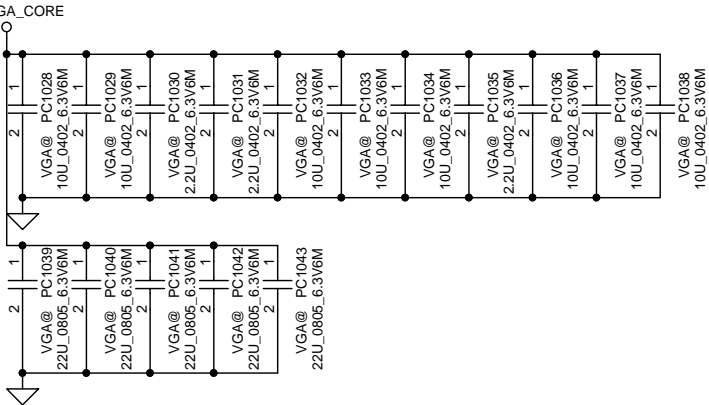 GA_CORE
2 1
VGA@ PC1028
10U_0402_6.3V6M
2 1
VGA@ PC1029
10U_0402_6.3V6M
2 1
VGA@ PC1030
2.2U_0402_6.3V6M
2 1
VGA@ PC1031
2.2U_0402_6.3V6M
2 1
VGA@ PC1032
10U_0402_6.3V6M
2 1
VGA@ PC1033
10U_0402_6.3V6M
2 1
VGA@ PC1034
10U_0402_6.3V6M
2 1
VGA@ PC1035
2.2U_0402_6.3V6M
2 1
VGA@ PC1036
10U_0402_6.3V6M
2 1
VGA@ PC1037
10U_0402_6.3V6M
2 1
VGA@ PC1038
10U_0402_6.3V6M
2 1
VGA@ PC1039
22U_0805_6.3V6M
2 1
VGA@ PC1040
22U_0805_6.3V6M
2 1
VGA@ PC1041
22U_0805_6.3V6M
2 1
VGA@ PC1042
22U_0805_6.3V6M
2 1
VGA@ PC1043
22U_0805_6.3V6M